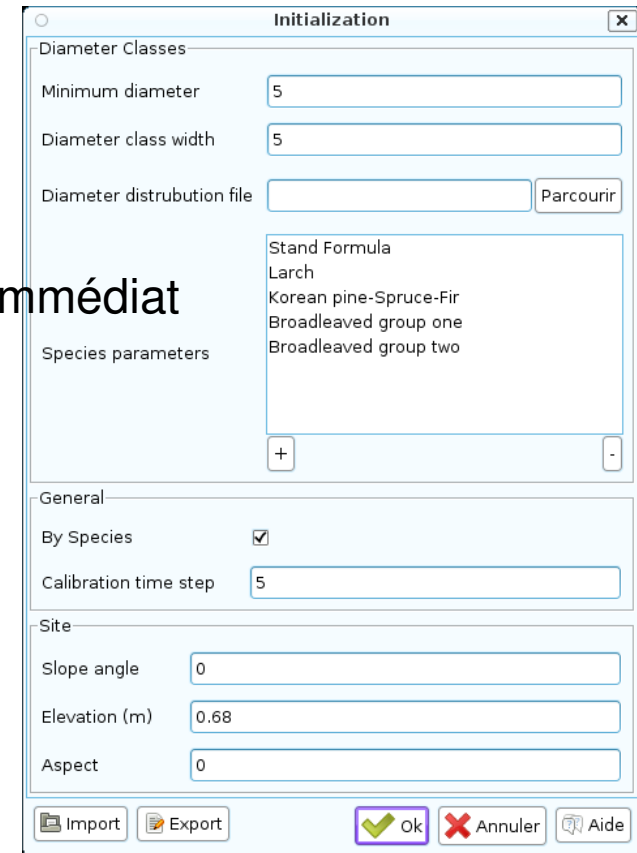 Initialization
Diameter Classes
Minimum diameter 5
Diameter class width 5
Diameter distrubution file Parcourir
mmédiat
Species parameters
Stand Formula
Larch
Korean pine-Spruce-Fir
Broadleaved group one
Broadleaved group two
+ -
General
By Species
Calibration time step 5
Site
Slope angle 0
Elevation (m) 0.68
Aspect 0
Import Export Ok Annuler Aide